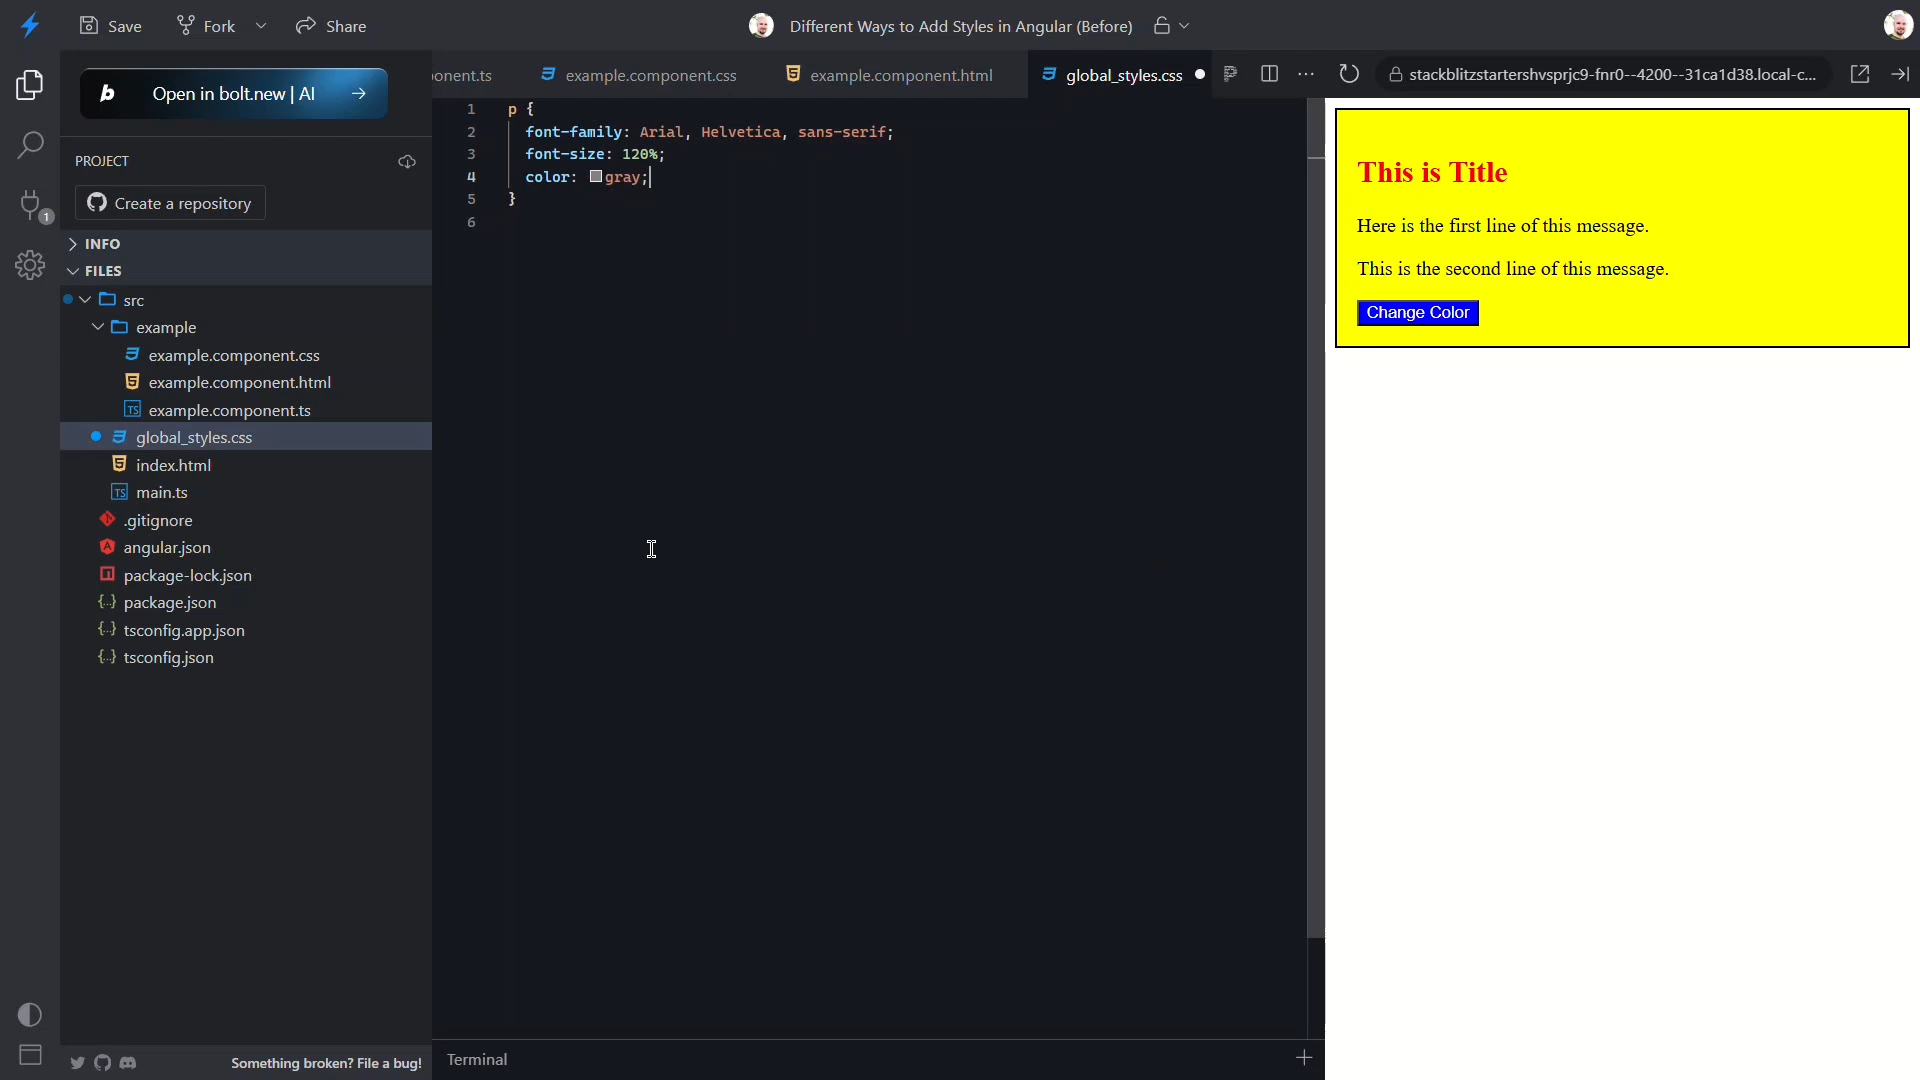 Save
Fork
Share
Different Ways to Add Styles in Angular (Before)
b Open in bolt.new | AI
onent.ts
example.component.css
example.component.html
global_styles.css
stackblitzstartershvsprjc9-fnr0--4200--31ca1d38.local-c...
PROJECT
Create a repository
1
INFO
FILES
src
example
example.component.css
example.component.html
TS example.component.ts
global_styles.css
index.html
TS main.ts
.gitignore
angular.json
package-lock.json
{..} package.json
{..} tsconfig.app.json
{..} tsconfig.json
Something broken? File a bug!
1 p {
2 font-family: Arial, Helvetica, sans-serif;
3 font-size: 120%;
4 color: gray;
5 }
6
Terminal
This is Title
Here is the first line of this message.
This is the second line of this message.
Change Color